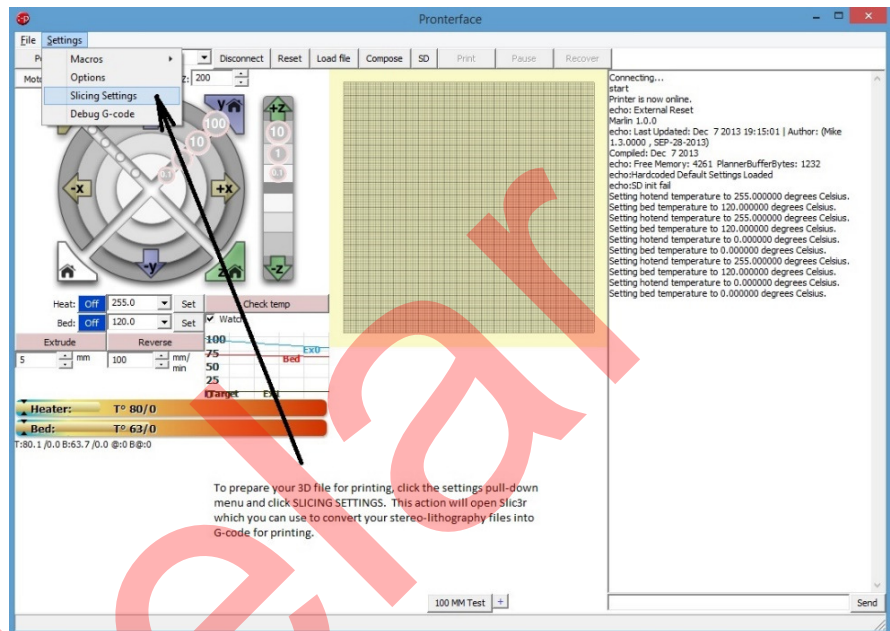 Pronterface
File Settings
Disconnect Reset Load file Compose SD Print Pause Recover
Macros
Options
Slicing Settings
Debug G-code
Z: 200
+Y 100 10 1 0.1
-X +X
-Y
Z
+Z
10
1
0.1
-Z
Heat: Off 255.0 Set Check temp
Bed: Off 120.0 Set Watch
Extrude Reverse
5 mm 100 mm/
min
100
75
50
25
Ex0
Bed
Target Ex1
Heater: T° 80/0
Bed: T° 63/0
T:80.1 /0.0 B:63.7 /0.0 @:0 B@:0
To prepare your 3D file for printing, click the settings pull-down
menu and click SLICING SETTINGS. This action will open Slic3r
which you can use to convert your stereo-lithography files into
G-code for printing.
100 MM Test +
Connecting...
start
Printer is now online.
echo: External Reset
Marlin 1.0.0
echo: Last Updated: Dec 7 2013 19:15:01 | Author: (Mike
1.3.0000 , SEP-28-2013)
Compiled: Dec 7 2013
echo: Free Memory: 4261 PlannerBufferBytes: 1232
echo:Hardcoded Default Settings Loaded
echo:SD init fail
Setting hotend temperature to 255.000000 degrees Celsius.
Setting bed temperature to 120.000000 degrees Celsius.
Setting hotend temperature to 255.000000 degrees Celsius.
Setting bed temperature to 120.000000 degrees Celsius.
Setting hotend temperature to 0.000000 degrees Celsius.
Setting bed temperature to 0.000000 degrees Celsius.
Setting hotend temperature to 255.000000 degrees Celsius.
Setting bed temperature to 120.000000 degrees Celsius.
Setting hotend temperature to 0.000000 degrees Celsius.
Setting bed temperature to 0.000000 degrees Celsius.
Send
elar